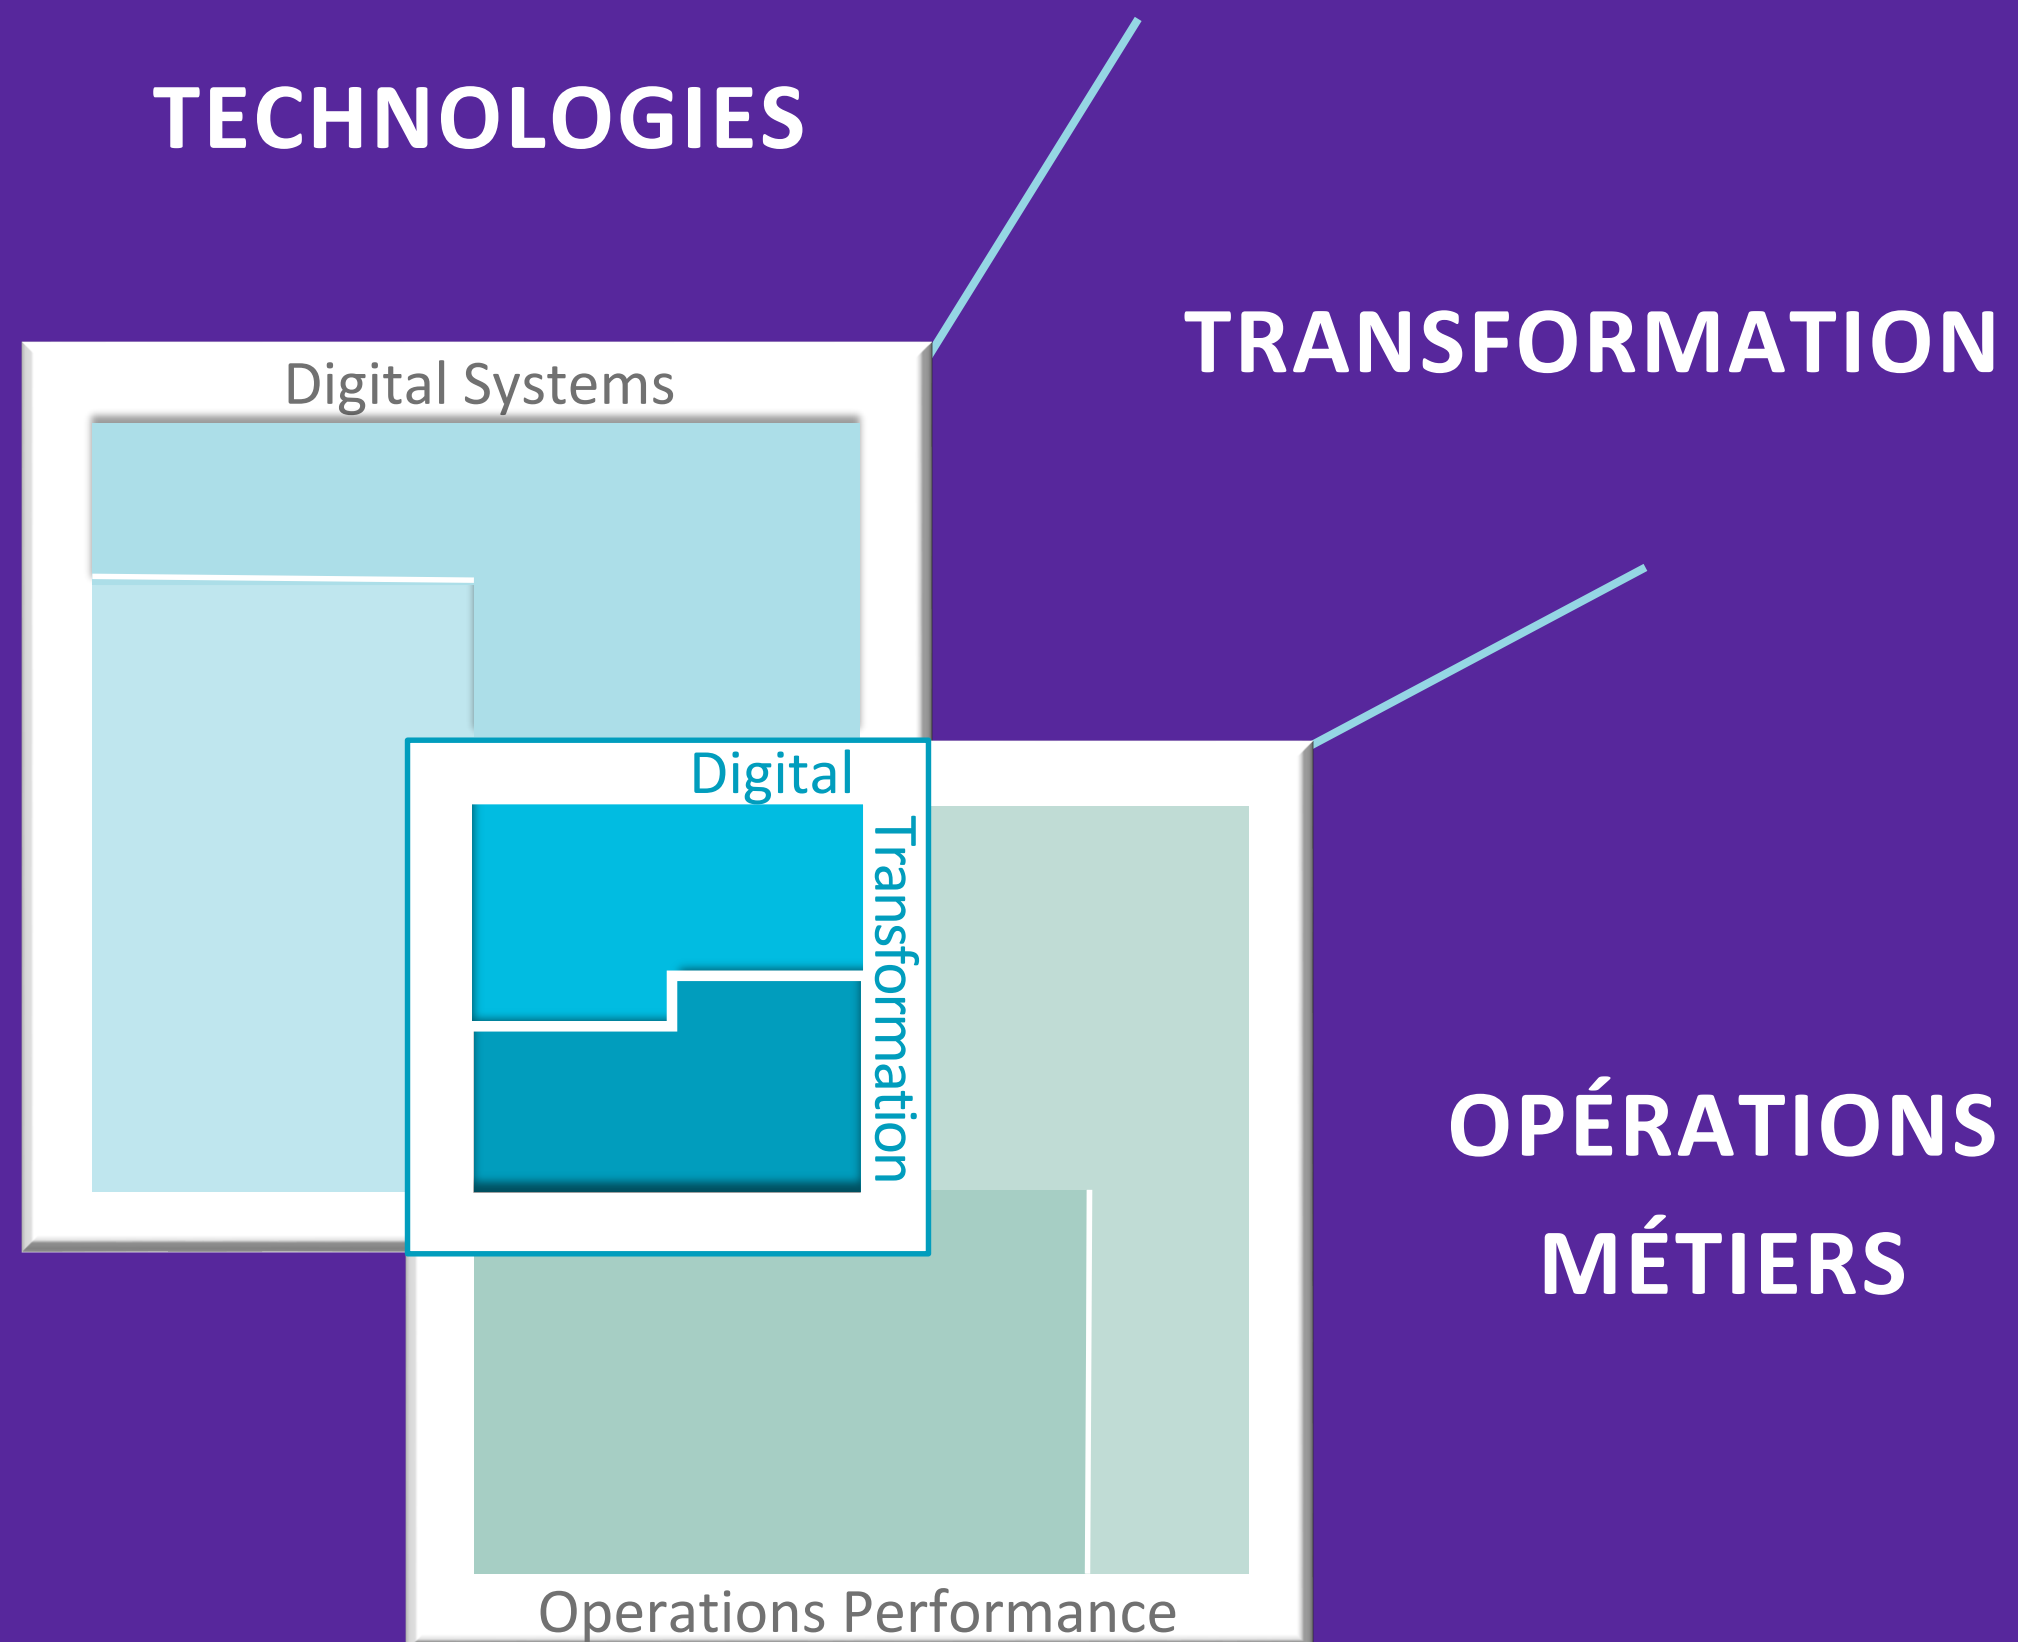 TECHNOLOGIES
TRANSFORMATION
Digital Systems
Digital
Transformation
OPÉRATIONS
MÉTIERS
Operations Performance